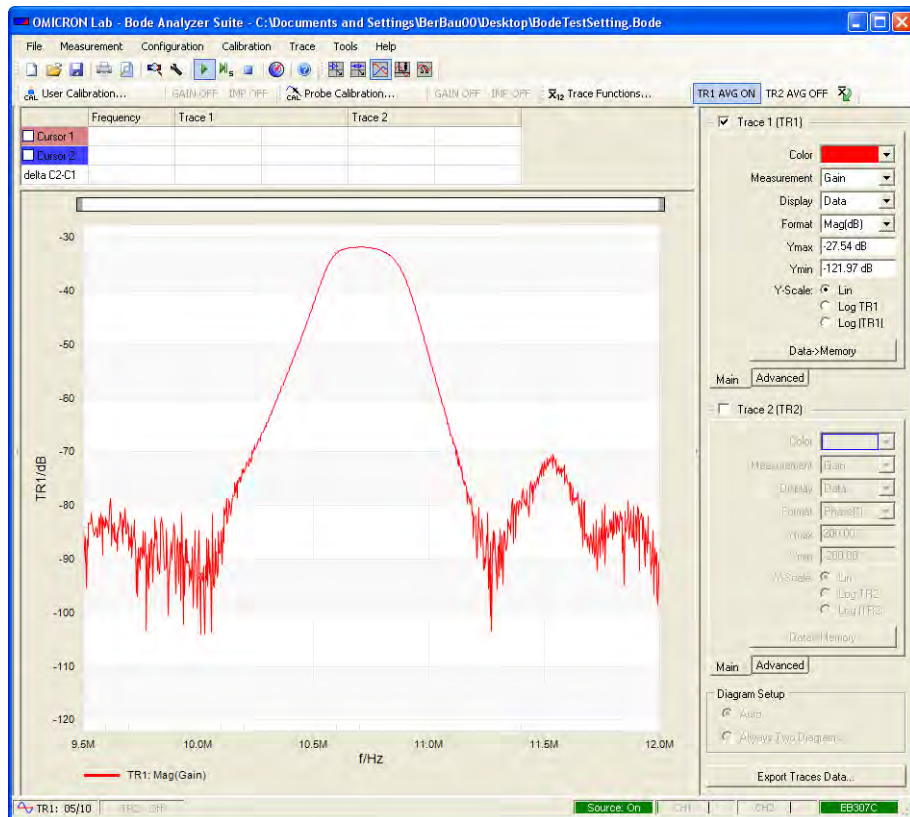 OMICRON Lab - Bode Analyzer Suite - C:\Documents and Settings\BerBau00\Desktop\BodeTestSetting.Bode
File Measurement Configuration Calibration Trace Tools Help
CAL User Calibration... GAIN OFF IMP OFF CAL Probe Calibration... GAIN OFF IMP OFF X12 Trace Functions... TR1 AVG ON TR2 AVG OFF
Frequency Trace 1 Trace 2
Cursor 1
Cursor 2
delta C2-C1
Trace 1 (TR1)
Color
Measurement Gain
Display Data
Format Mag(dB)
Ymax -27.54 dB
Ymin -121.97 dB
Y-Scale: Lin
Log TR1
Log |TR1|
Data->Memory
Main Advanced
Trace 2 (TR2)
Color
Measurement Gain
Display Data
Format Phase(°)
Ymax 200.00
Ymin -200.00
Y-Scale: Lin
Log TR2
Log |TR2|
Data->Memory
Main Advanced
Diagram Setup
Auto
Always Two Diagrams
Export Traces Data...
TR1/dB
-30
-40
-50
-60
-70
-80
-90
-100
-110
-120
9.5M 10.0M 10.5M 11.0M 11.5M 12.0M
f/Hz
TR1: Mag(Gain)
TR1: 05/10 TR2: Off Source: On CH1 CH2 EB307C